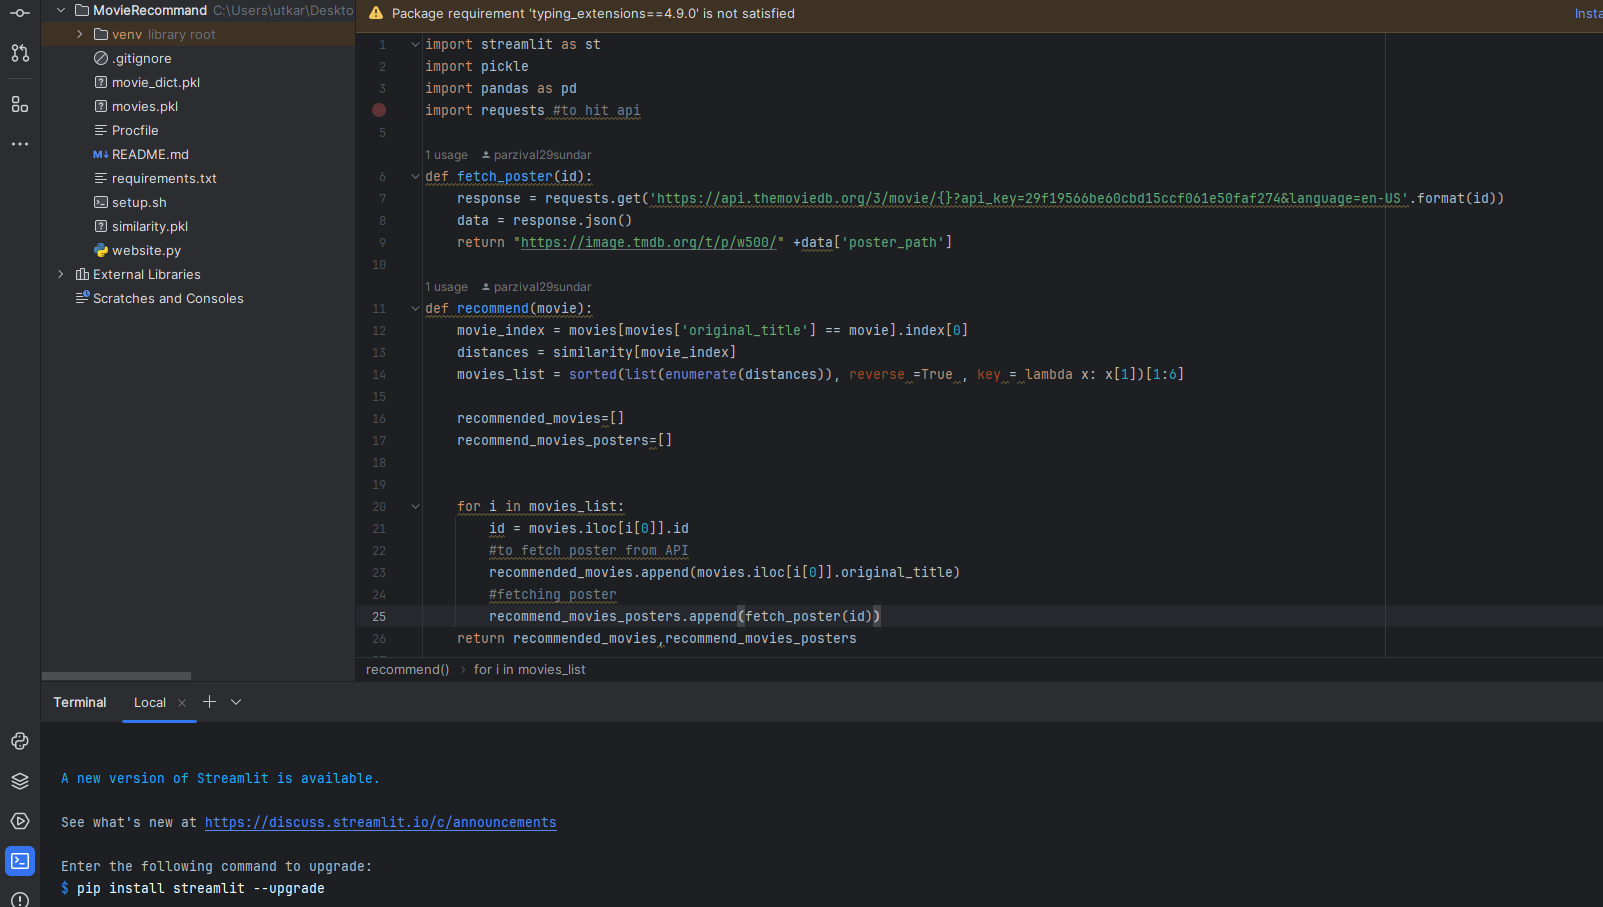 MovieRecommand C:\Users\utkar\Deskto
venv library root
.gitignore
movie_dict.pkl
movies.pkl
Procfile
M↓ README.md
requirements.txt
setup.sh
similarity.pkl
website.py
External Libraries
Scratches and Consoles
Package requirement 'typing_extensions==4.9.0' is not satisfied
Insta
1 import streamlit as st
2 import pickle
3 import pandas as pd
import requests #to hit api
5
1 usage parzival29sundar
6 def fetch_poster(id):
7 response = requests.get('https://api.themoviedb.org/3/movie/{}?api_key=29f19566be60cbd15ccf061e50faf274&language=en-US'.format(id))
8 data = response.json()
9 return "https://image.tmdb.org/t/p/w500/" +data['poster_path']
10
1 usage parzival29sundar
11 def recommend(movie):
12 movie_index = movies[movies['original_title'] == movie].index[0]
13 distances = similarity[movie_index]
14 movies_list = sorted(list(enumerate(distances)), reverse =True , key = lambda x: x[1])[1:6]
15
16 recommended_movies=[]
17 recommend_movies_posters=[]
18
19
20 for i in movies_list:
21 id = movies.iloc[i[0]].id
22 #to fetch poster from API
23 recommended_movies.append(movies.iloc[i[0]].original_title)
24 #fetching poster
25 recommend_movies_posters.append(fetch_poster(id))
26 return recommended_movies,recommend_movies_posters
recommend() › for i in movies_list
Terminal Local
A new version of Streamlit is available.
See what's new at https://discuss.streamlit.io/c/announcements
Enter the following command to upgrade:
$ pip install streamlit --upgrade